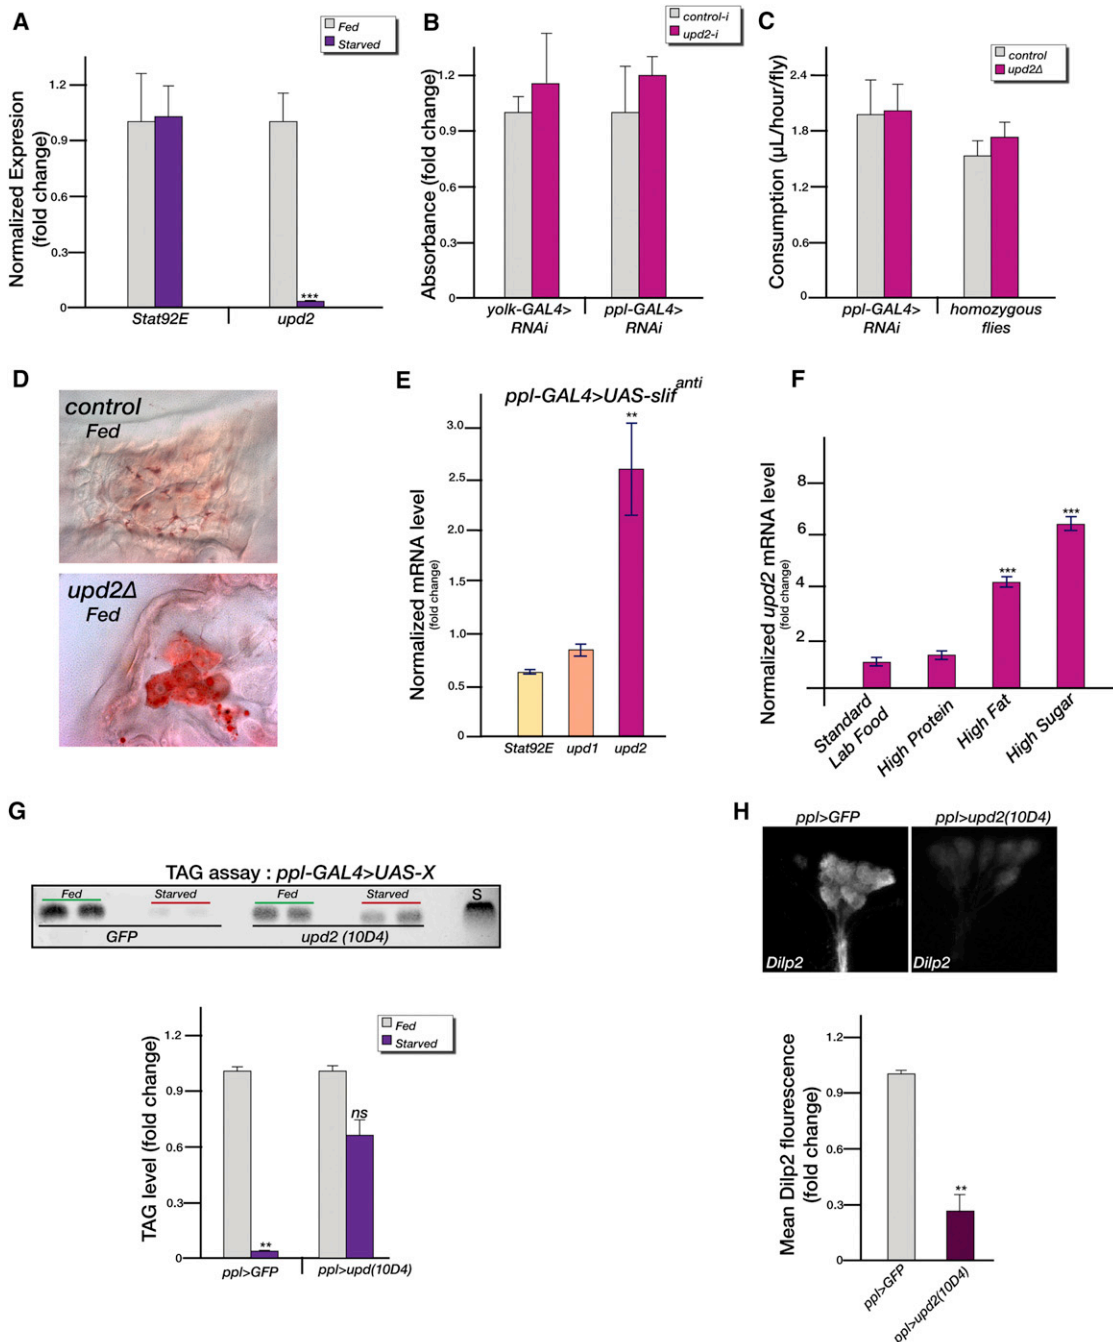 A
Fed
Starved
Normalized Expresion
(fold change)
1.2
0.9
0.6
0.3
0
***
Stat92E
upd2
B
control-i
upd2-i
Absorbance (fold change)
1.2
0.9
0.6
0.3
0
yolk-GAL4>
RNAi
ppl-GAL4>
RNAi
C
control
upd2Δ
Consumption (µL/hour/fly)
2.4
1.8
1.2
0.6
0
ppl-GAL4>
RNAi
homozygous
flies
D
control
Fed
upd2Δ
Fed
E
ppl-GAL4>UAS-slif anti
Normalized mRNA level
(fold change)
3.0
2.5
2.0
1.5
1.0
0.5
0
**
Stat92E
upd1
upd2
F
Normalized upd2 mRNA level
(fold change)
8
6
4
2
***
***
Standard
Lab Food
High Protein
High Fat
High Sugar
G
TAG assay : ppl-GAL4>UAS-X
Fed
Starved
Fed
Starved
S
GFP
upd2 (10D4)
Fed
Starved
TAG level (fold change)
1.2
0.9
0.6
0.3
0
**
ns
ppl>GFP
ppl>upd(10D4)
H
ppl>GFP
ppl>upd2(10D4)
Dilp2
Dilp2
Mean Dilp2 flourescence
(fold change)
1.2
0.9
0.6
0.3
0
**
ppl>GFP
ppl>upd2(10D4)